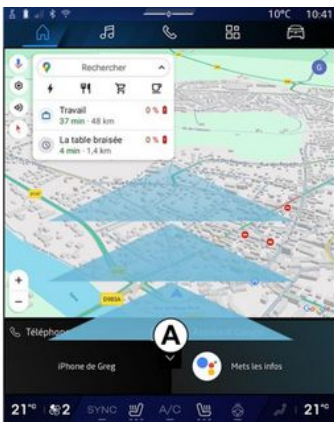 10°C 10:41
Rechercher
G
Travail
0 %
37 min · 48 km
La table braisée
0 %
4 min · 1,4 km
+
−
D983A
Google
Téléphone
A
iPhone de Greg
Mets les infos
21°C
2
SYNC
A/C
21°C